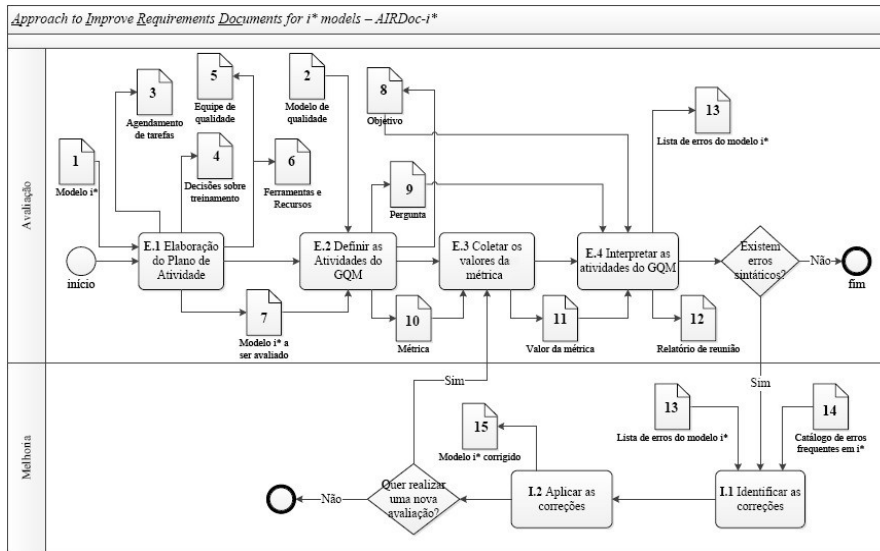 Approach to Improve Requirements Documents for i* models – AIRDoc-i*
Avaliação
5
Equipe de
qualidade
2
Modelo de
qualidade
8
Objetivo
3
Agendamento
de tarefas
13
Lista de erros do modelo i*
1
Modelo i*
4
Decisões sobre
treinamento
6
Ferramentas e
Recursos
9
Pergunta
início
E.1 Elaboração
do Plano de
Atividade
E.2 Definir as
Atividades do
GQM
E.3 Coletar os
valores da
métrica
E.4 Interpretar as
atividades do GQM
Existem
erros
sintáticos?
Não
fim
7
Modelo i* a
ser avaliado
10
Métrica
11
Valor da métrica
12
Relatório de reunião
Sim
Sim
Melhoria
15
Modelo i* corrigido
13
Lista de erros do modelo i*
14
Catálogo de erros
frequentes em i*
Não
Quer realizar
uma nova
avaliação?
I.2 Aplicar as
correções
I.1 Identificar as
correções